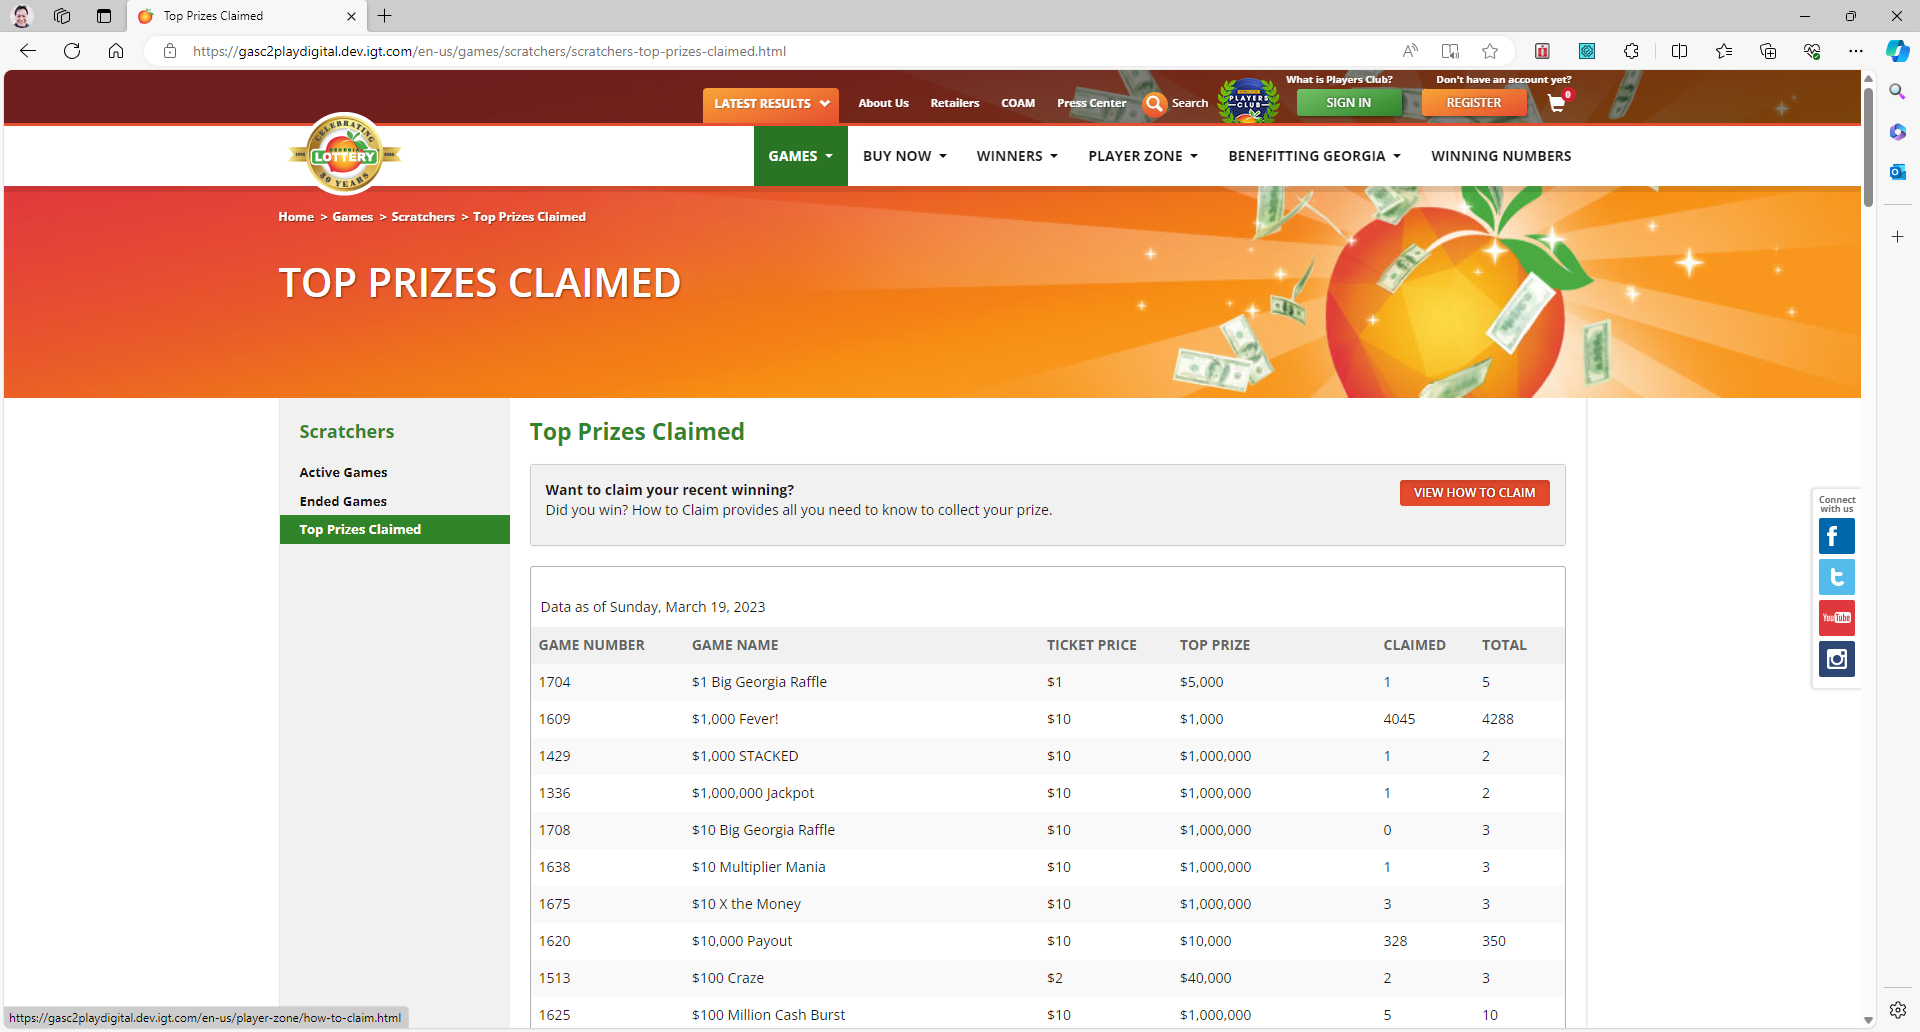 Top Prizes Claimed
https://gasc2playdigital.dev.igt.com/en-us/games/scratchers/scratchers-top-prizes-claimed.html
What is Players Club?
Don't have an account yet?
LATEST RESULTS
About Us
Retailers
COAM
Press Center
Search
PLAYERS
CLUB
SIGN IN
REGISTER
0
CELEBRATING
GEORGIA
LOTTERY
30 YEARS
GAMES
BUY NOW
WINNERS
PLAYER ZONE
BENEFITTING GEORGIA
WINNING NUMBERS
Home > Games > Scratchers > Top Prizes Claimed
TOP PRIZES CLAIMED
Scratchers
Active Games
Ended Games
Top Prizes Claimed
Top Prizes Claimed
Want to claim your recent winning?
Did you win? How to Claim provides all you need to know to collect your prize.
VIEW HOW TO CLAIM
Connect
with us
f
t
YouTube
Data as of Sunday, March 19, 2023
GAME NUMBER GAME NAME TICKET PRICE TOP PRIZE CLAIMED TOTAL
1704 $1 Big Georgia Raffle $1 $5,000 1 5
1609 $1,000 Fever! $10 $1,000 4045 4288
1429 $1,000 STACKED $10 $1,000,000 1 2
1336 $1,000,000 Jackpot $10 $1,000,000 1 2
1708 $10 Big Georgia Raffle $10 $1,000,000 0 3
1638 $10 Multiplier Mania $10 $1,000,000 1 3
1675 $10 X the Money $10 $1,000,000 3 3
1620 $10,000 Payout $10 $10,000 328 350
1513 $100 Craze $2 $40,000 2 3
1625 $100 Million Cash Burst $10 $1,000,000 5 10
https://gasc2playdigital.dev.igt.com/en-us/player-zone/how-to-claim.html